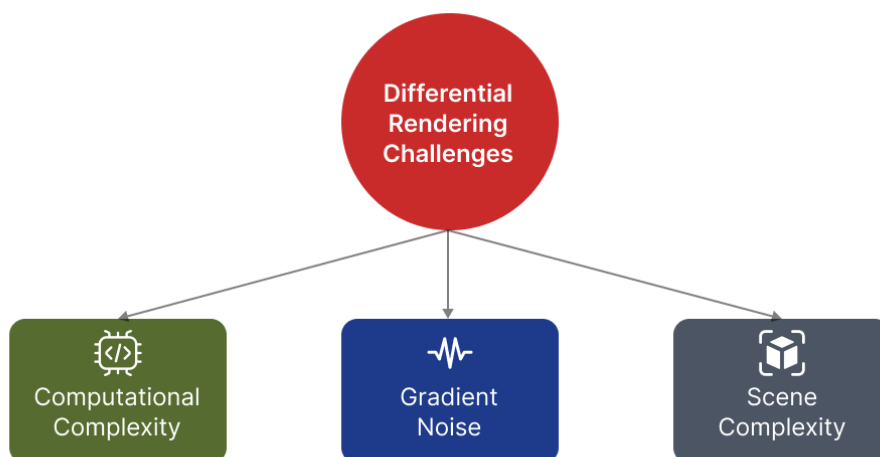 Differential
Rendering
Challenges
Computational
Complexity
Gradient
Noise
Scene
Complexity